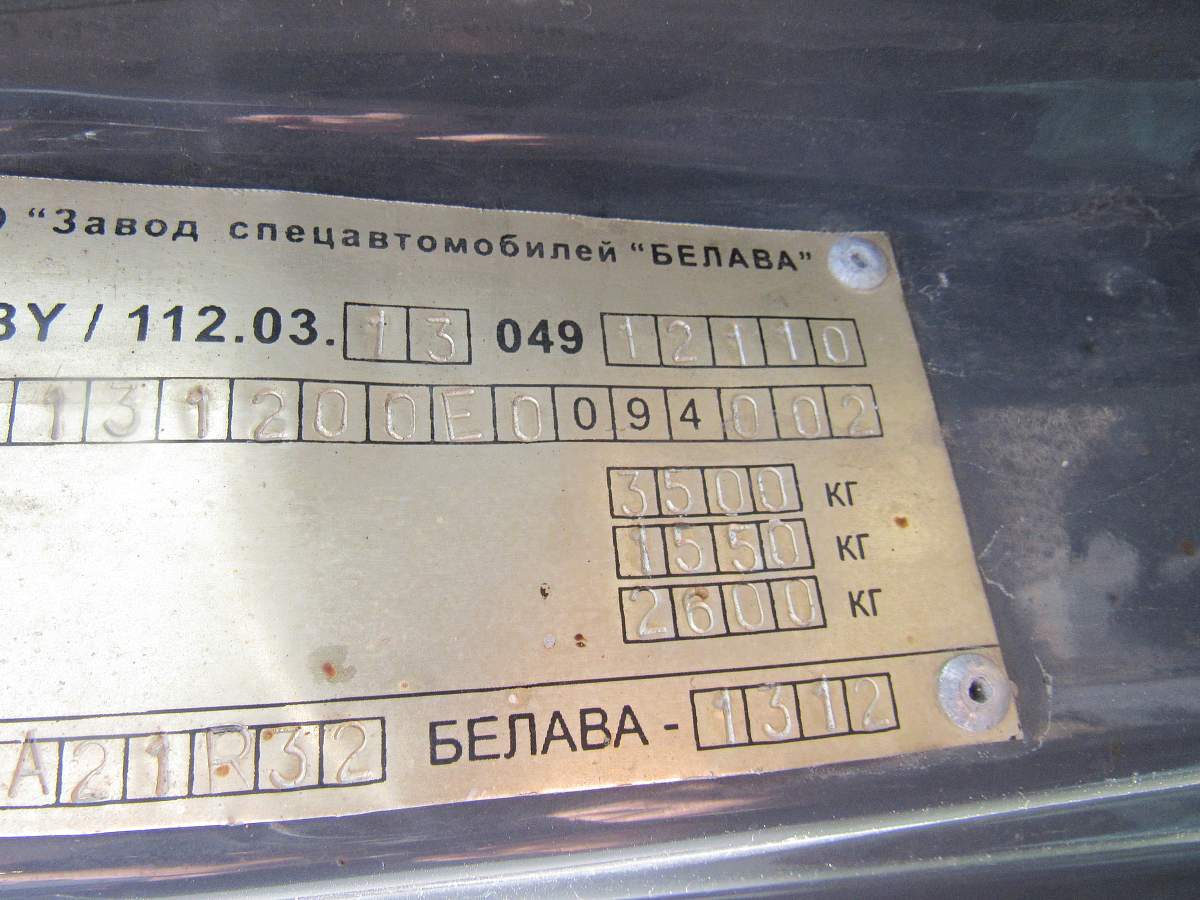 "Завод спецавтомобилей "БЕЛАВА"
BY / 112.03. 13 049 12110
131200E0094002
3500 кг
1550 кг
2600 кг
A21R32 БЕЛАВА - 1312